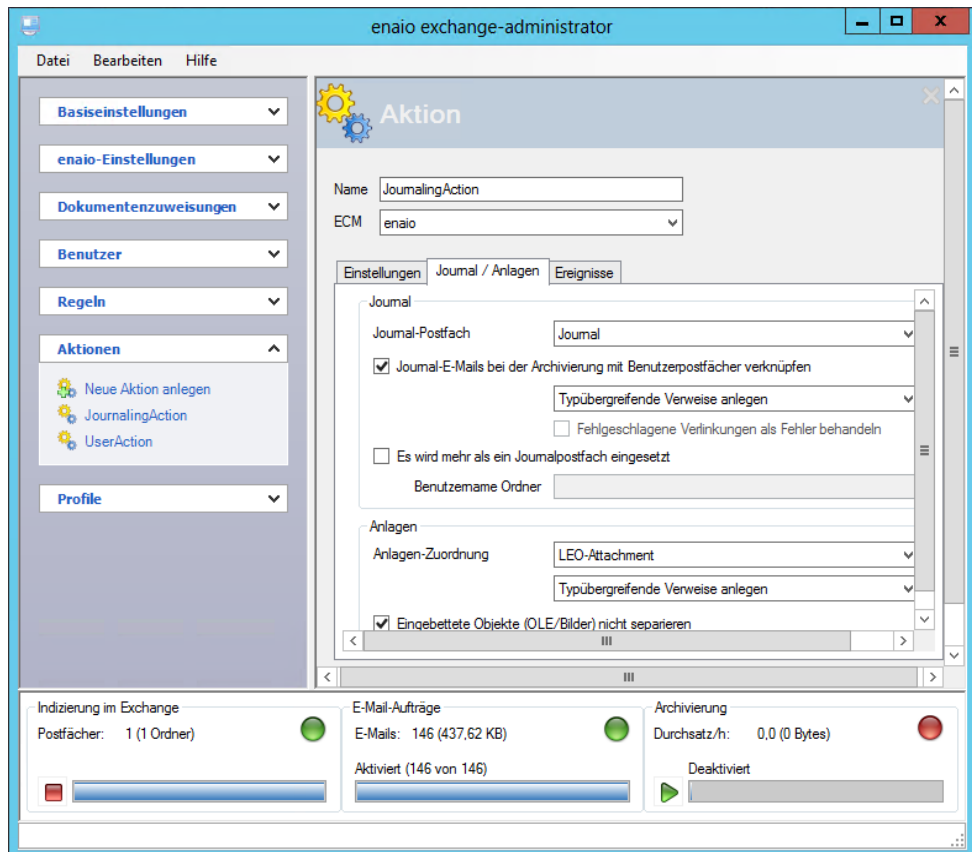 enaio exchange-administrator
Datei Bearbeiten Hilfe
Basiseinstellungen
enaio-Einstellungen
Dokumentenzuweisungen
Benutzer
Regeln
Aktionen
Neue Aktion anlegen
JournalingAction
UserAction
Profile
Aktion
Name JournalingAction
ECM enaio
Einstellungen Journal / Anlagen Ereignisse
Journal
Journal-Postfach Journal
Journal-E-Mails bei der Archivierung mit Benutzerpostfächer verknüpfen
Typübergreifende Verweise anlegen
Fehlgeschlagene Verlinkungen als Fehler behandeln
Es wird mehr als ein Journalpostfach eingesetzt
Benutzername Ordner
Anlagen
Anlagen-Zuordnung LEO-Attachment
Typübergreifende Verweise anlegen
Eingebettete Objekte (OLE/Bilder) nicht separieren
Indizierung im Exchange
Postfächer: 1 (1 Ordner)
E-Mail-Aufträge
E-Mails: 146 (437,62 KB)
Aktiviert (146 von 146)
Archivierung
Durchsatz/h: 0,0 (0 Bytes)
Deaktiviert